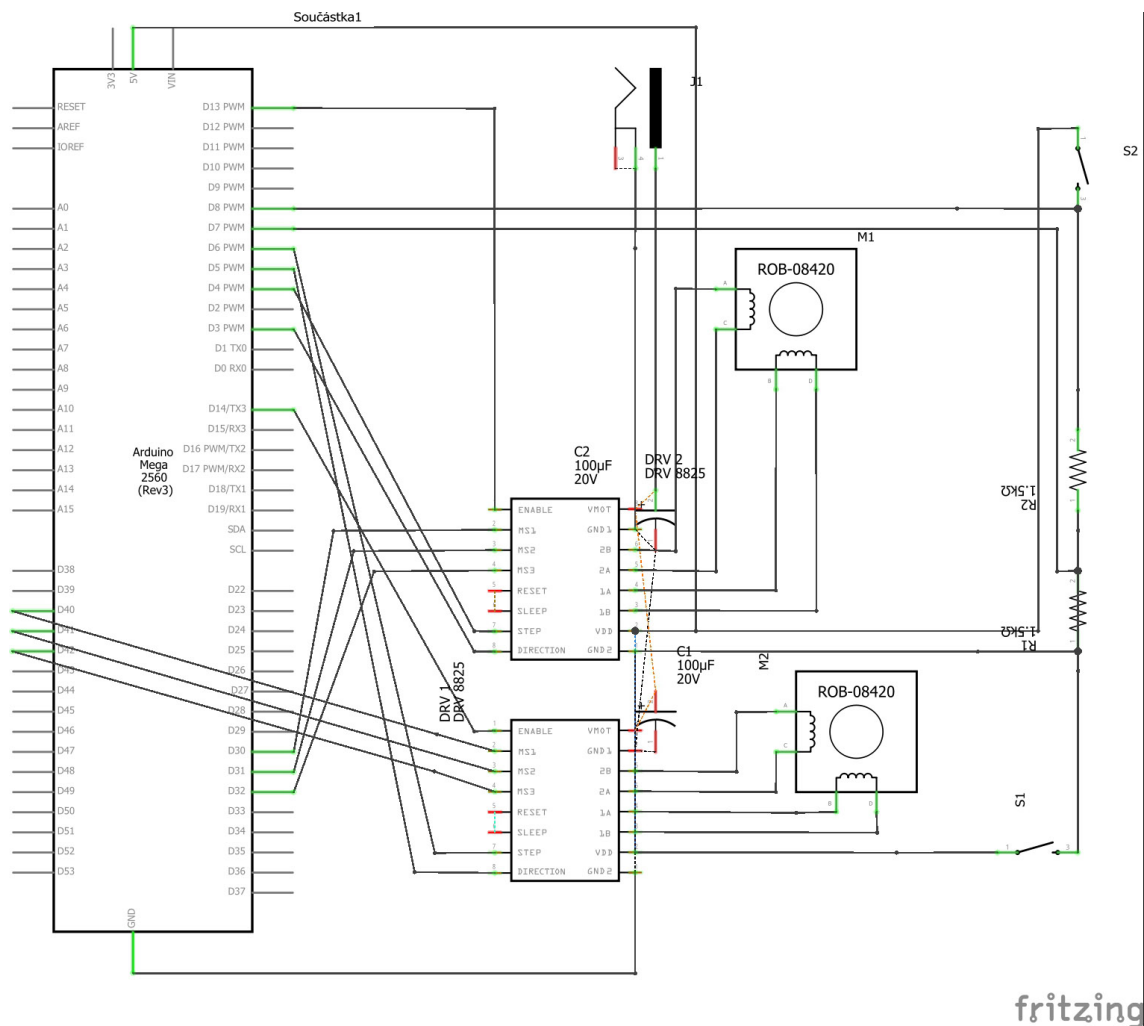 Součástka1
3V3
5V
VIN
RESET
AREF
IOREF
A0
A1
A2
A3
A4
A5
A6
A7
A8
A9
A10
A11
A12
A13
A14
A15
D38
D39
D40
D41
D42
D43
D44
D45
D46
D47
D48
D49
D50
D51
D52
D53
Arduino
Mega
2560
(Rev3)
D13 PWM
D12 PWM
D11 PWM
D10 PWM
D9 PWM
D8 PWM
D7 PWM
D6 PWM
D5 PWM
D4 PWM
D2 PWM
D3 PWM
D1 TX0
D0 RX0
D14/TX3
D15/RX3
D16 PWM/TX2
D17 PWM/RX2
D18/TX1
D19/RX1
SDA
SCL
D22
D23
D24
D25
D26
D27
D28
D29
D30
D31
D32
D33
D34
D35
D36
D37
GND
J1
S2
M1
ROB-08420
A
C
B
D
C2
100µF
20V
DRV 2
DRV 8825
ENABLE
MS1
MS2
MS3
RESET
SLEEP
STEP
DIRECTION
VMOT
GND1
2B
2A
1A
1B
VDD
GND2
1.5kΩ
R2
1.5kΩ
R1
C1
100µF
20V
M2
ROB-08420
A
C
B
D
DRV 1
DRV 8825
ENABLE
MS1
MS2
MS3
RESET
SLEEP
STEP
DIRECTION
VMOT
GND1
2B
2A
1A
1B
VDD
GND2
S1
fritzing